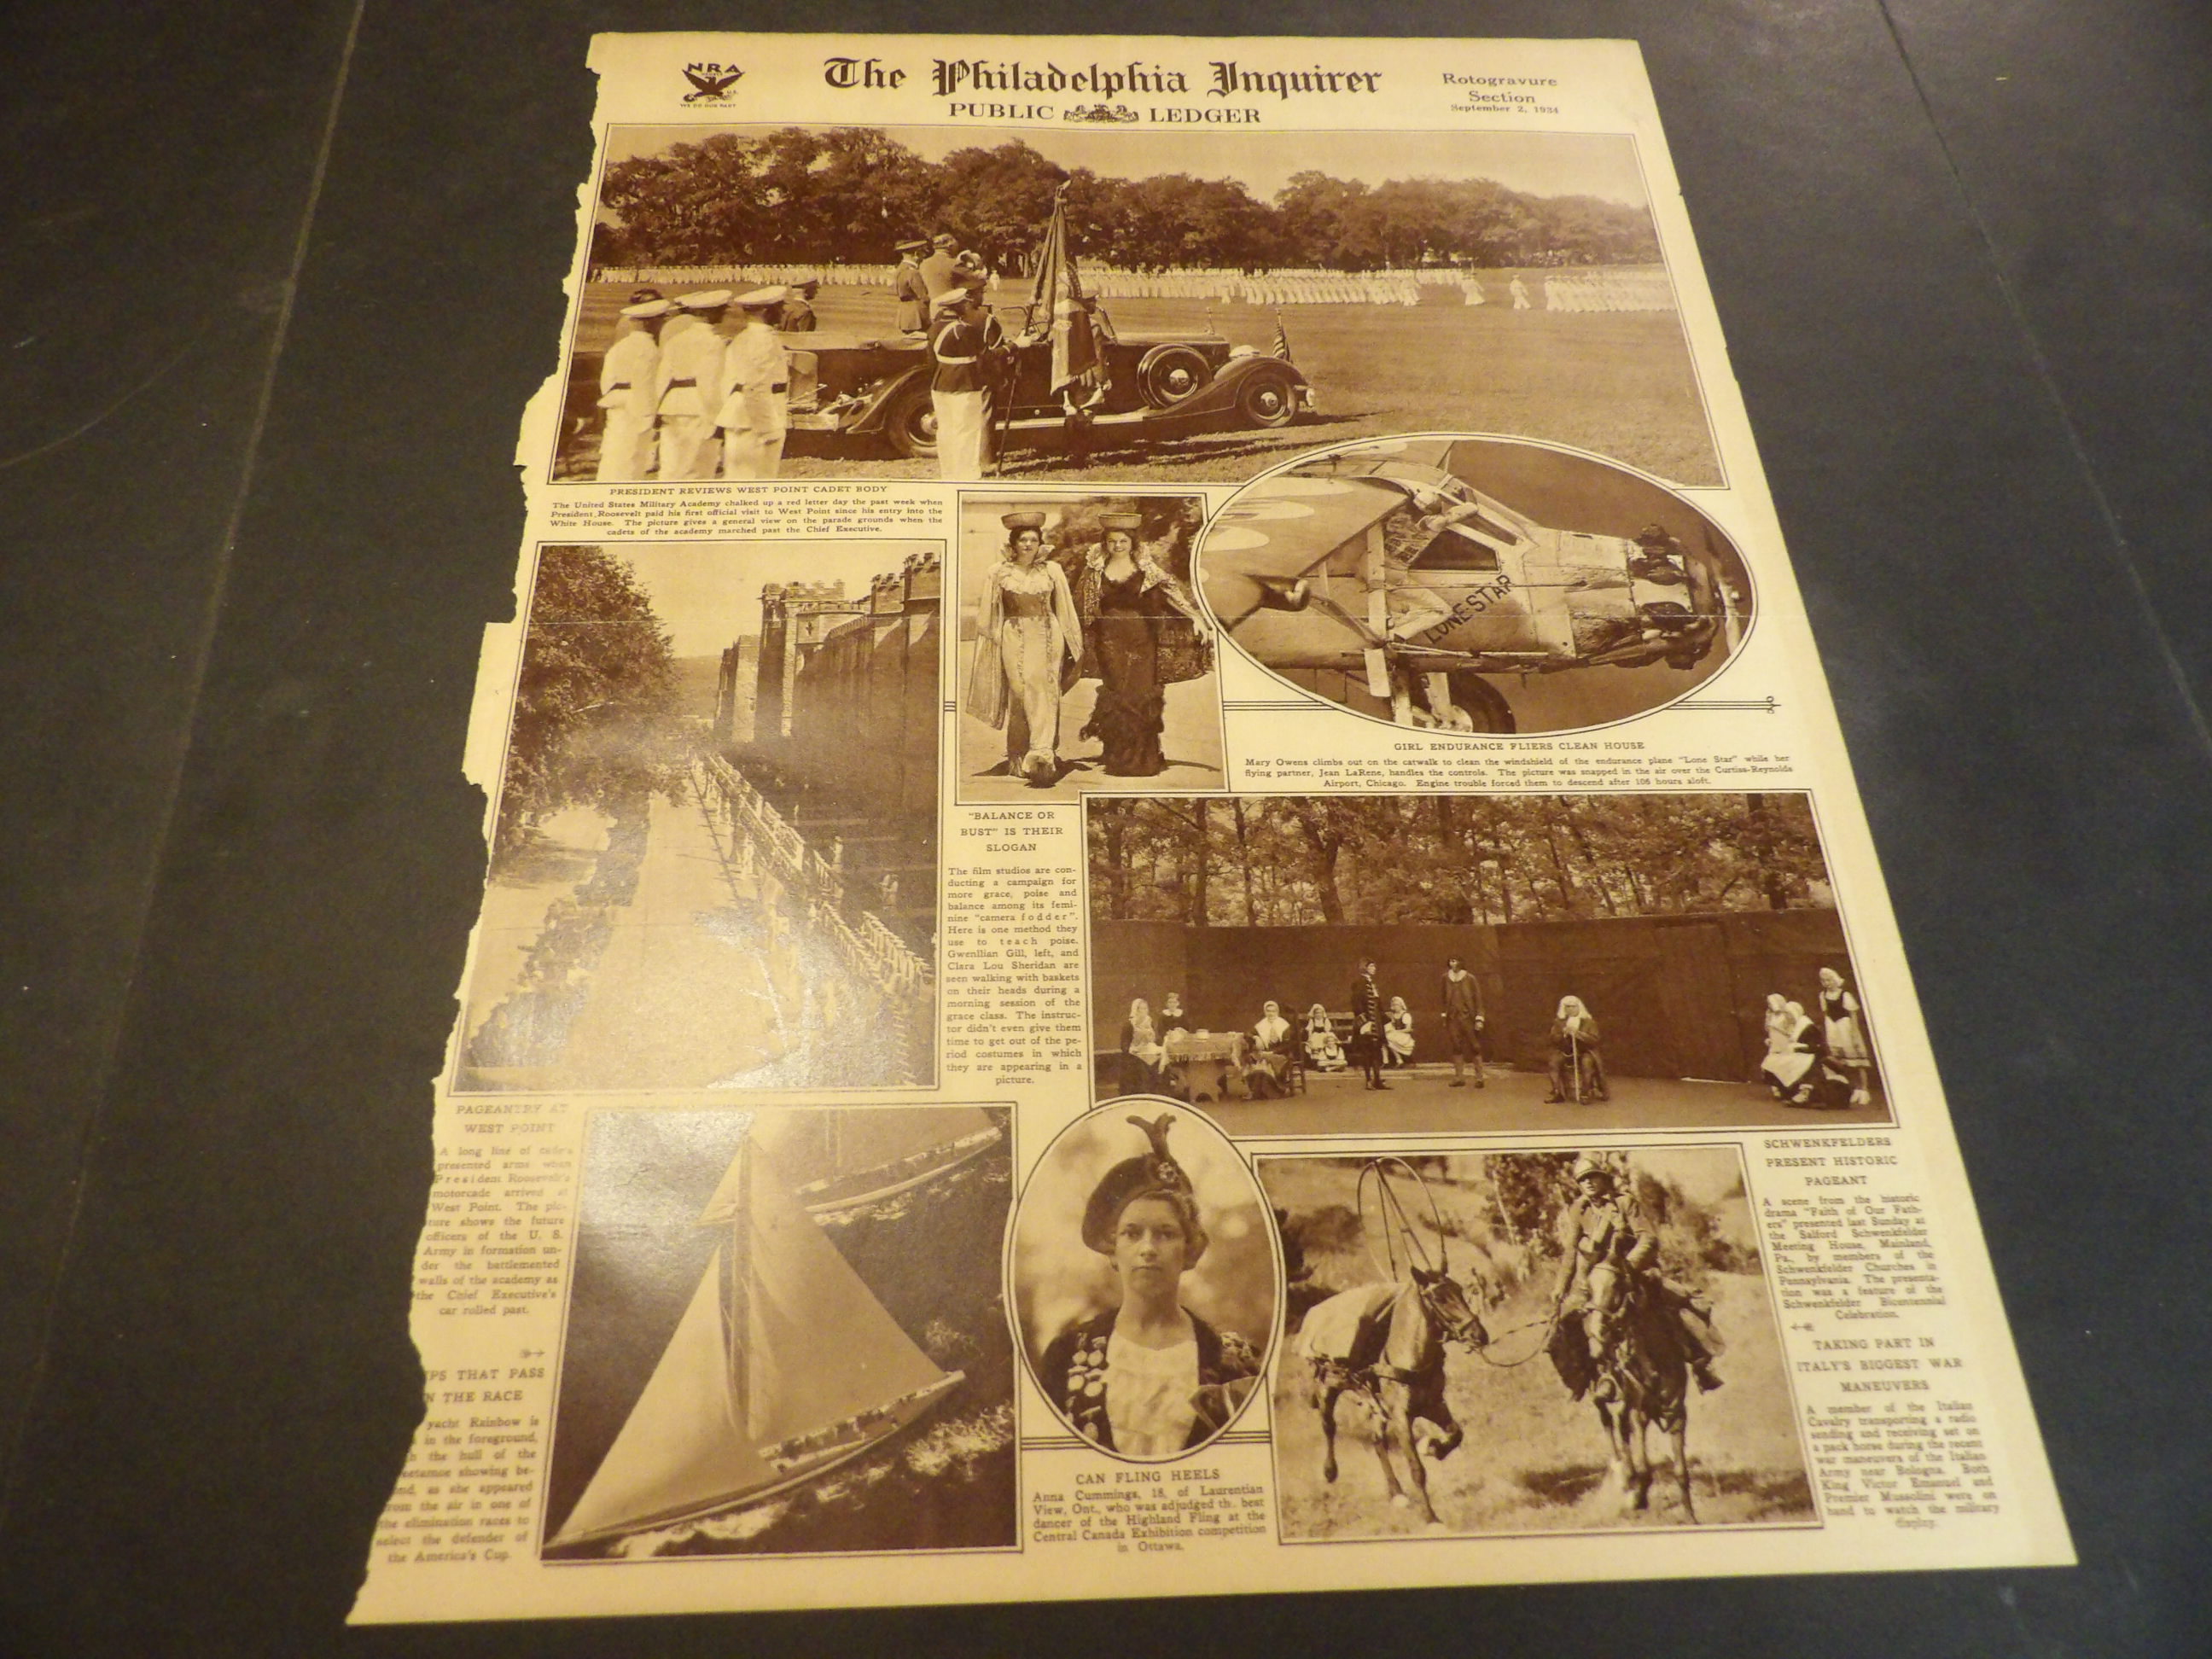 NRA
WE DO OUR PART
The Philadelphia Inquirer
PUBLIC LEDGER
Rotogravure
Section
September 2, 1934
PRESIDENT REVIEWS WEST POINT CADET BODY
The United States Military Academy chalked up a red letter day the past week when
President Roosevelt paid his first official visit to West Point since his entry into the
White House. The picture gives a general view on the parade grounds when the
cadets of the academy marched past the Chief Executive.
LONE STAR
GIRL ENDURANCE FLIERS CLEAN HOUSE
Mary Owens climbs out on the catwalk to clean the windshield of the endurance plane "Lone Star" while her
flying partner, Jean LaRene, handles the controls. The picture was snapped in the air over the Curtiss-Reynolds
Airport, Chicago. Engine trouble forced them to descend after 106 hours aloft.
"BALANCE OR
BUST" IS THEIR
SLOGAN
The film studios are con-
ducting a campaign for
more grace, poise and
balance among its femi-
nine "camera fodder".
Here is one method they
use to teach poise.
Gwenllian Gill, left, and
Clara Lou Sheridan are
seen walking with baskets
on their heads during a
morning session of the
grace class. The instruc-
tor didn't even give them
time to get out of the pe-
riod costumes in which
they are appearing in a
picture.
PAGEANTRY AT
WEST POINT
A long line of cadets
presented arms when
President Roosevelt's
motorcade arrived at
West Point. The pic-
ture shows the future
officers of the U. S.
Army in formation un-
der the battlemented
walls of the academy as
the Chief Executive's
car rolled past.
IPS THAT PASS
N THE RACE
yacht Rainbow is
in the foreground,
the hull of the
showing be-
nd, as she appeared
from the air in one of
the elimination races to
select the defender of
the America's Cup.
CAN FLING HEELS
Anna Cummings, 18, of Laurentian
View, Ont., who was adjudged th best
dancer of the Highland Fling at the
Central Canada Exhibition competition
in Ottawa.
SCHWENKFELDERS
PRESENT HISTORIC
PAGEANT
A scene from the historic
drama "Faith of Our Fath-
ers" presented last Sunday at
the Salford Schwenkfelder
Meeting House, Mainland,
Pa., by members of the
Schwenkfelder Churches in
Pennsylvania. The presenta-
tion was a feature of the
Schwenkfelder Bicentennial
Celebration.
TAKING PART IN
ITALY'S BIGGEST WAR
MANEUVERS
A member of the Italian
Cavalry transporting a radio
sending and receiving set on
a pack horse during the recent
war maneuvers of the Italian
Army near Bologna. Both
King Victor Emanuel and
Premier Mussolini were on
hand to watch the military
display.